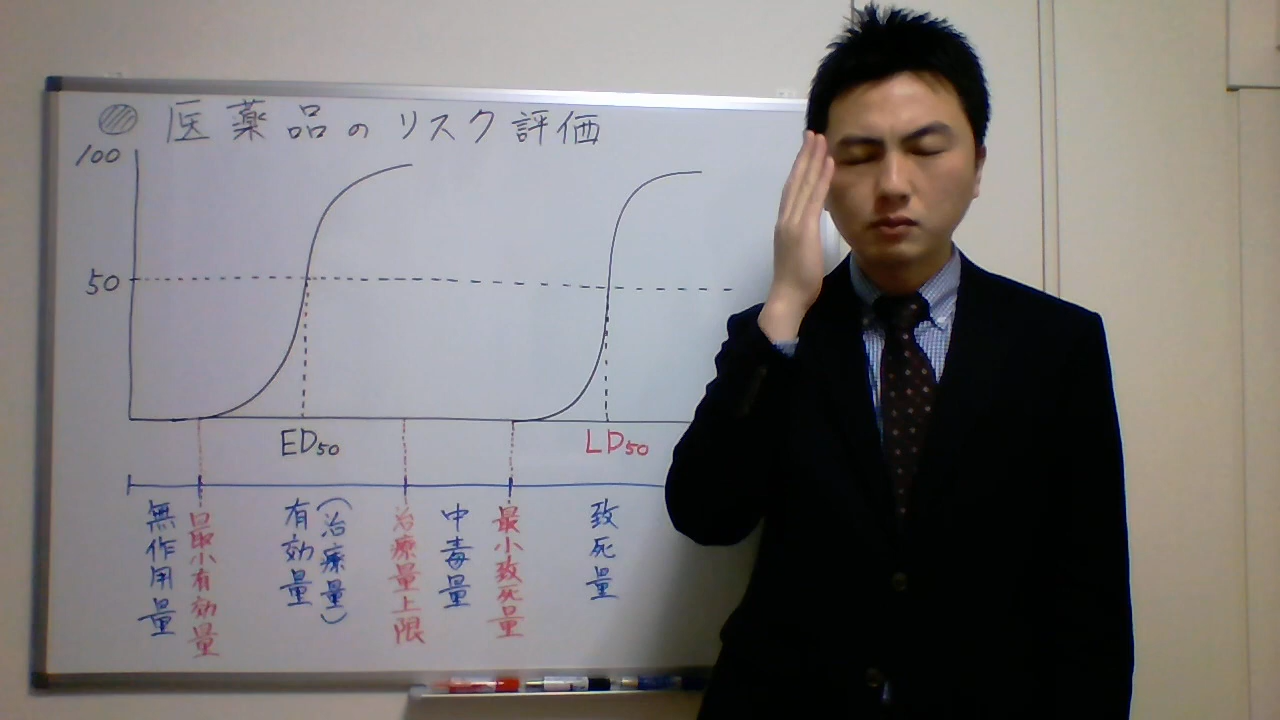 医薬品のリスク評価
100
50
ED50
LD50
無作用量
最小有効量
有効量
(治療量)
治療量上限
中毒量
最小致死量
致死量